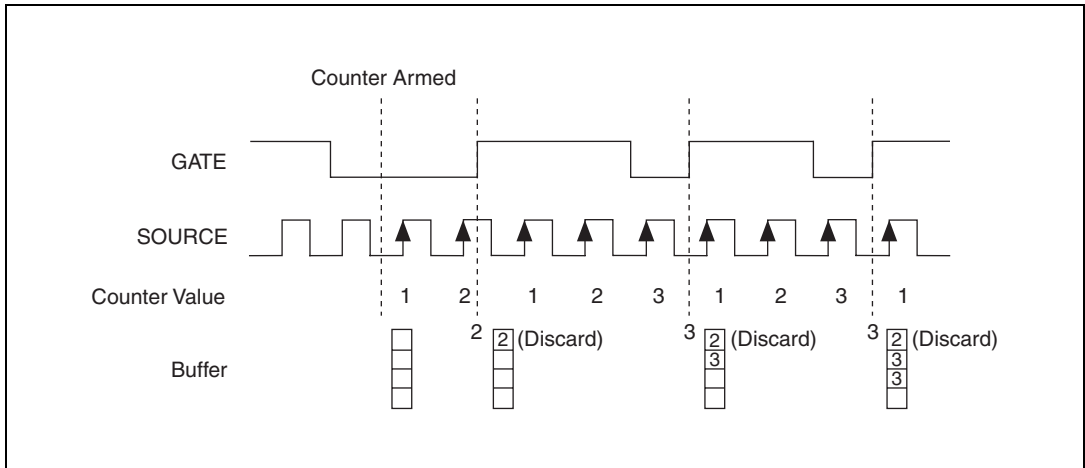 Counter Armed
GATE
SOURCE
Counter Value 1 2 1 2 3 1 2 3 1
2 2 (Discard) 3 2 (Discard) 3 2 (Discard)
3 3
Buffer 3